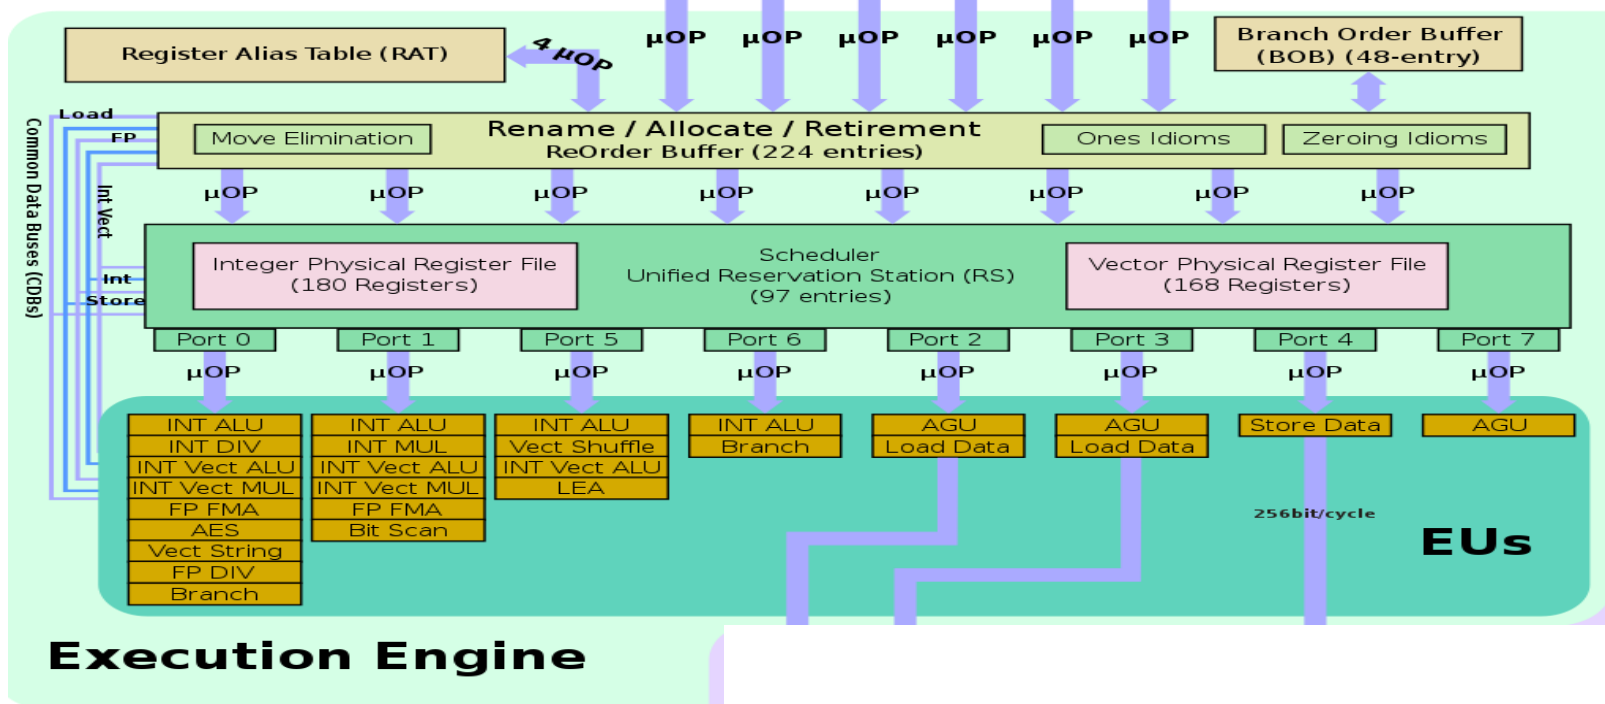 Register Alias Table (RAT)
4 µOP
µOP µOP µOP µOP µOP µOP
Branch Order Buffer
(BOB) (48-entry)
Common Data Buses (CDBs)
Load
FP
Int Vect
Int
Store
Move Elimination
Rename / Allocate / Retirement
ReOrder Buffer (224 entries)
Ones Idioms
Zeroing Idioms
µOP µOP µOP µOP µOP µOP µOP µOP
Integer Physical Register File
(180 Registers)
Scheduler
Unified Reservation Station (RS)
(97 entries)
Vector Physical Register File
(168 Registers)
Port 0 Port 1 Port 5 Port 6 Port 2 Port 3 Port 4 Port 7
µOP µOP µOP µOP µOP µOP µOP µOP
INT ALU
INT DIV
INT Vect ALU
INT Vect MUL
FP FMA
AES
Vect String
FP DIV
Branch
INT ALU
INT MUL
INT Vect ALU
INT Vect MUL
FP FMA
Bit Scan
INT ALU
Vect Shuffle
INT Vect ALU
LEA
INT ALU
Branch
AGU
Load Data
AGU
Load Data
Store Data
AGU
256bit/cycle
EUs
Execution Engine